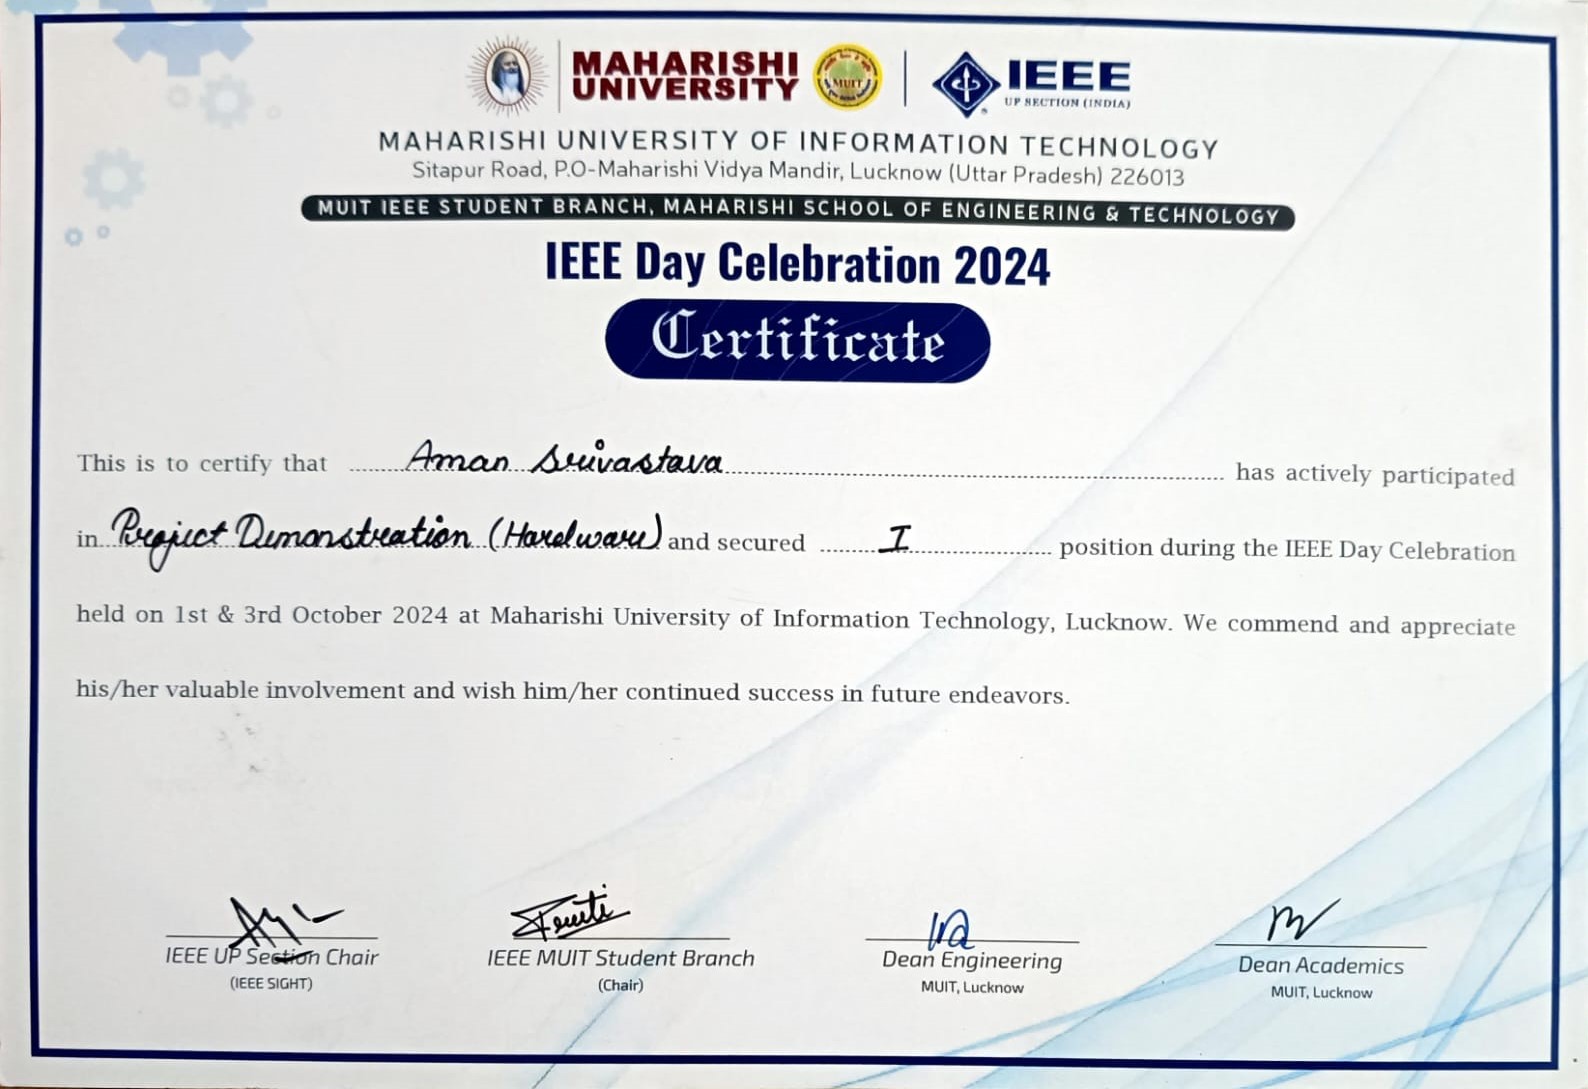 MAHARISHI
UNIVERSITY
MUIT
IEEE
UP SECTION (INDIA)
MAHARISHI UNIVERSITY OF INFORMATION TECHNOLOGY
Sitapur Road, P.O-Maharishi Vidya Mandir, Lucknow (Uttar Pradesh) 226013
MUIT IEEE STUDENT BRANCH, MAHARISHI SCHOOL OF ENGINEERING & TECHNOLOGY
IEEE Day Celebration 2024
Certificate
This is to certify that Aman Srivastava has actively participated
in Project Demonstration (Hardware) and secured I position during the IEEE Day Celebration
held on 1st & 3rd October 2024 at Maharishi University of Information Technology, Lucknow. We commend and appreciate
his/her valuable involvement and wish him/her continued success in future endeavors.
IEEE UP Section Chair
(IEEE SIGHT)
IEEE MUIT Student Branch
(Chair)
Dean Engineering
MUIT, Lucknow
Dean Academics
MUIT, Lucknow